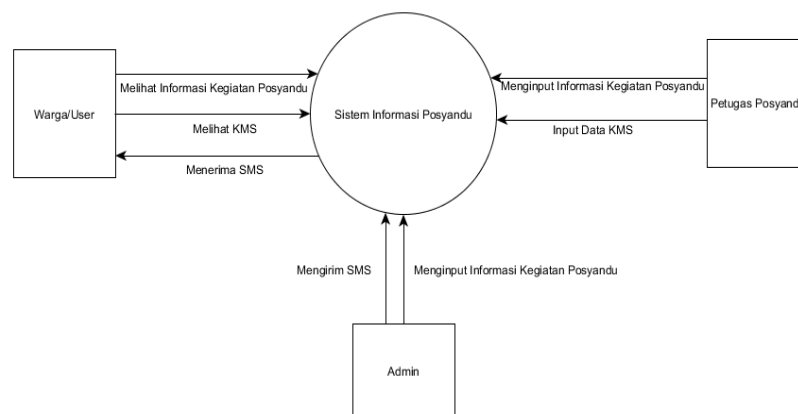 Warga/User
Melihat Informasi Kegiatan Posyandu
Melihat KMS
Menerima SMS
Sistem Informasi Posyandu
Menginput Informasi Kegiatan Posyandu
Input Data KMS
Petugas Posyand
Mengirim SMS
Menginput Informasi Kegiatan Posyandu
Admin